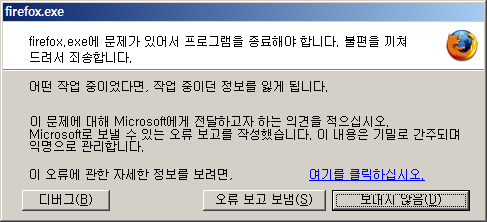 firefox.exe
firefox.exe에 문제가 있어서 프로그램을 종료해야 합니다. 불편을 끼쳐
드려서 죄송합니다.
어떤 작업 중이었다면, 작업 중이던 정보를 잃게 됩니다.
이 문제에 대해 Microsoft에게 전달하고자 하는 의견을 적으십시오.
Microsoft로 보낼 수 있는 오류 보고를 작성했습니다. 이 내용은 기밀로 간주되며
익명으로 관리합니다.
이 오류에 관한 자세한 정보를 보려면, 여기를 클릭하십시오.
디버그(B) 오류 보고 보냄(S) 보내지 않음(D)